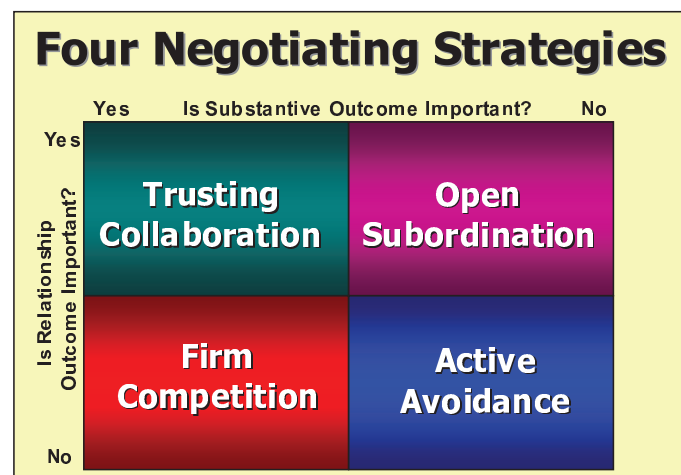 Four Negotiating Strategies
Yes Is Substantive Outcome Important? No
Yes
Trusting
Collaboration
Open
Subordination
Is Relationship
Outcome Important?
Firm
Competition
Active
Avoidance
No